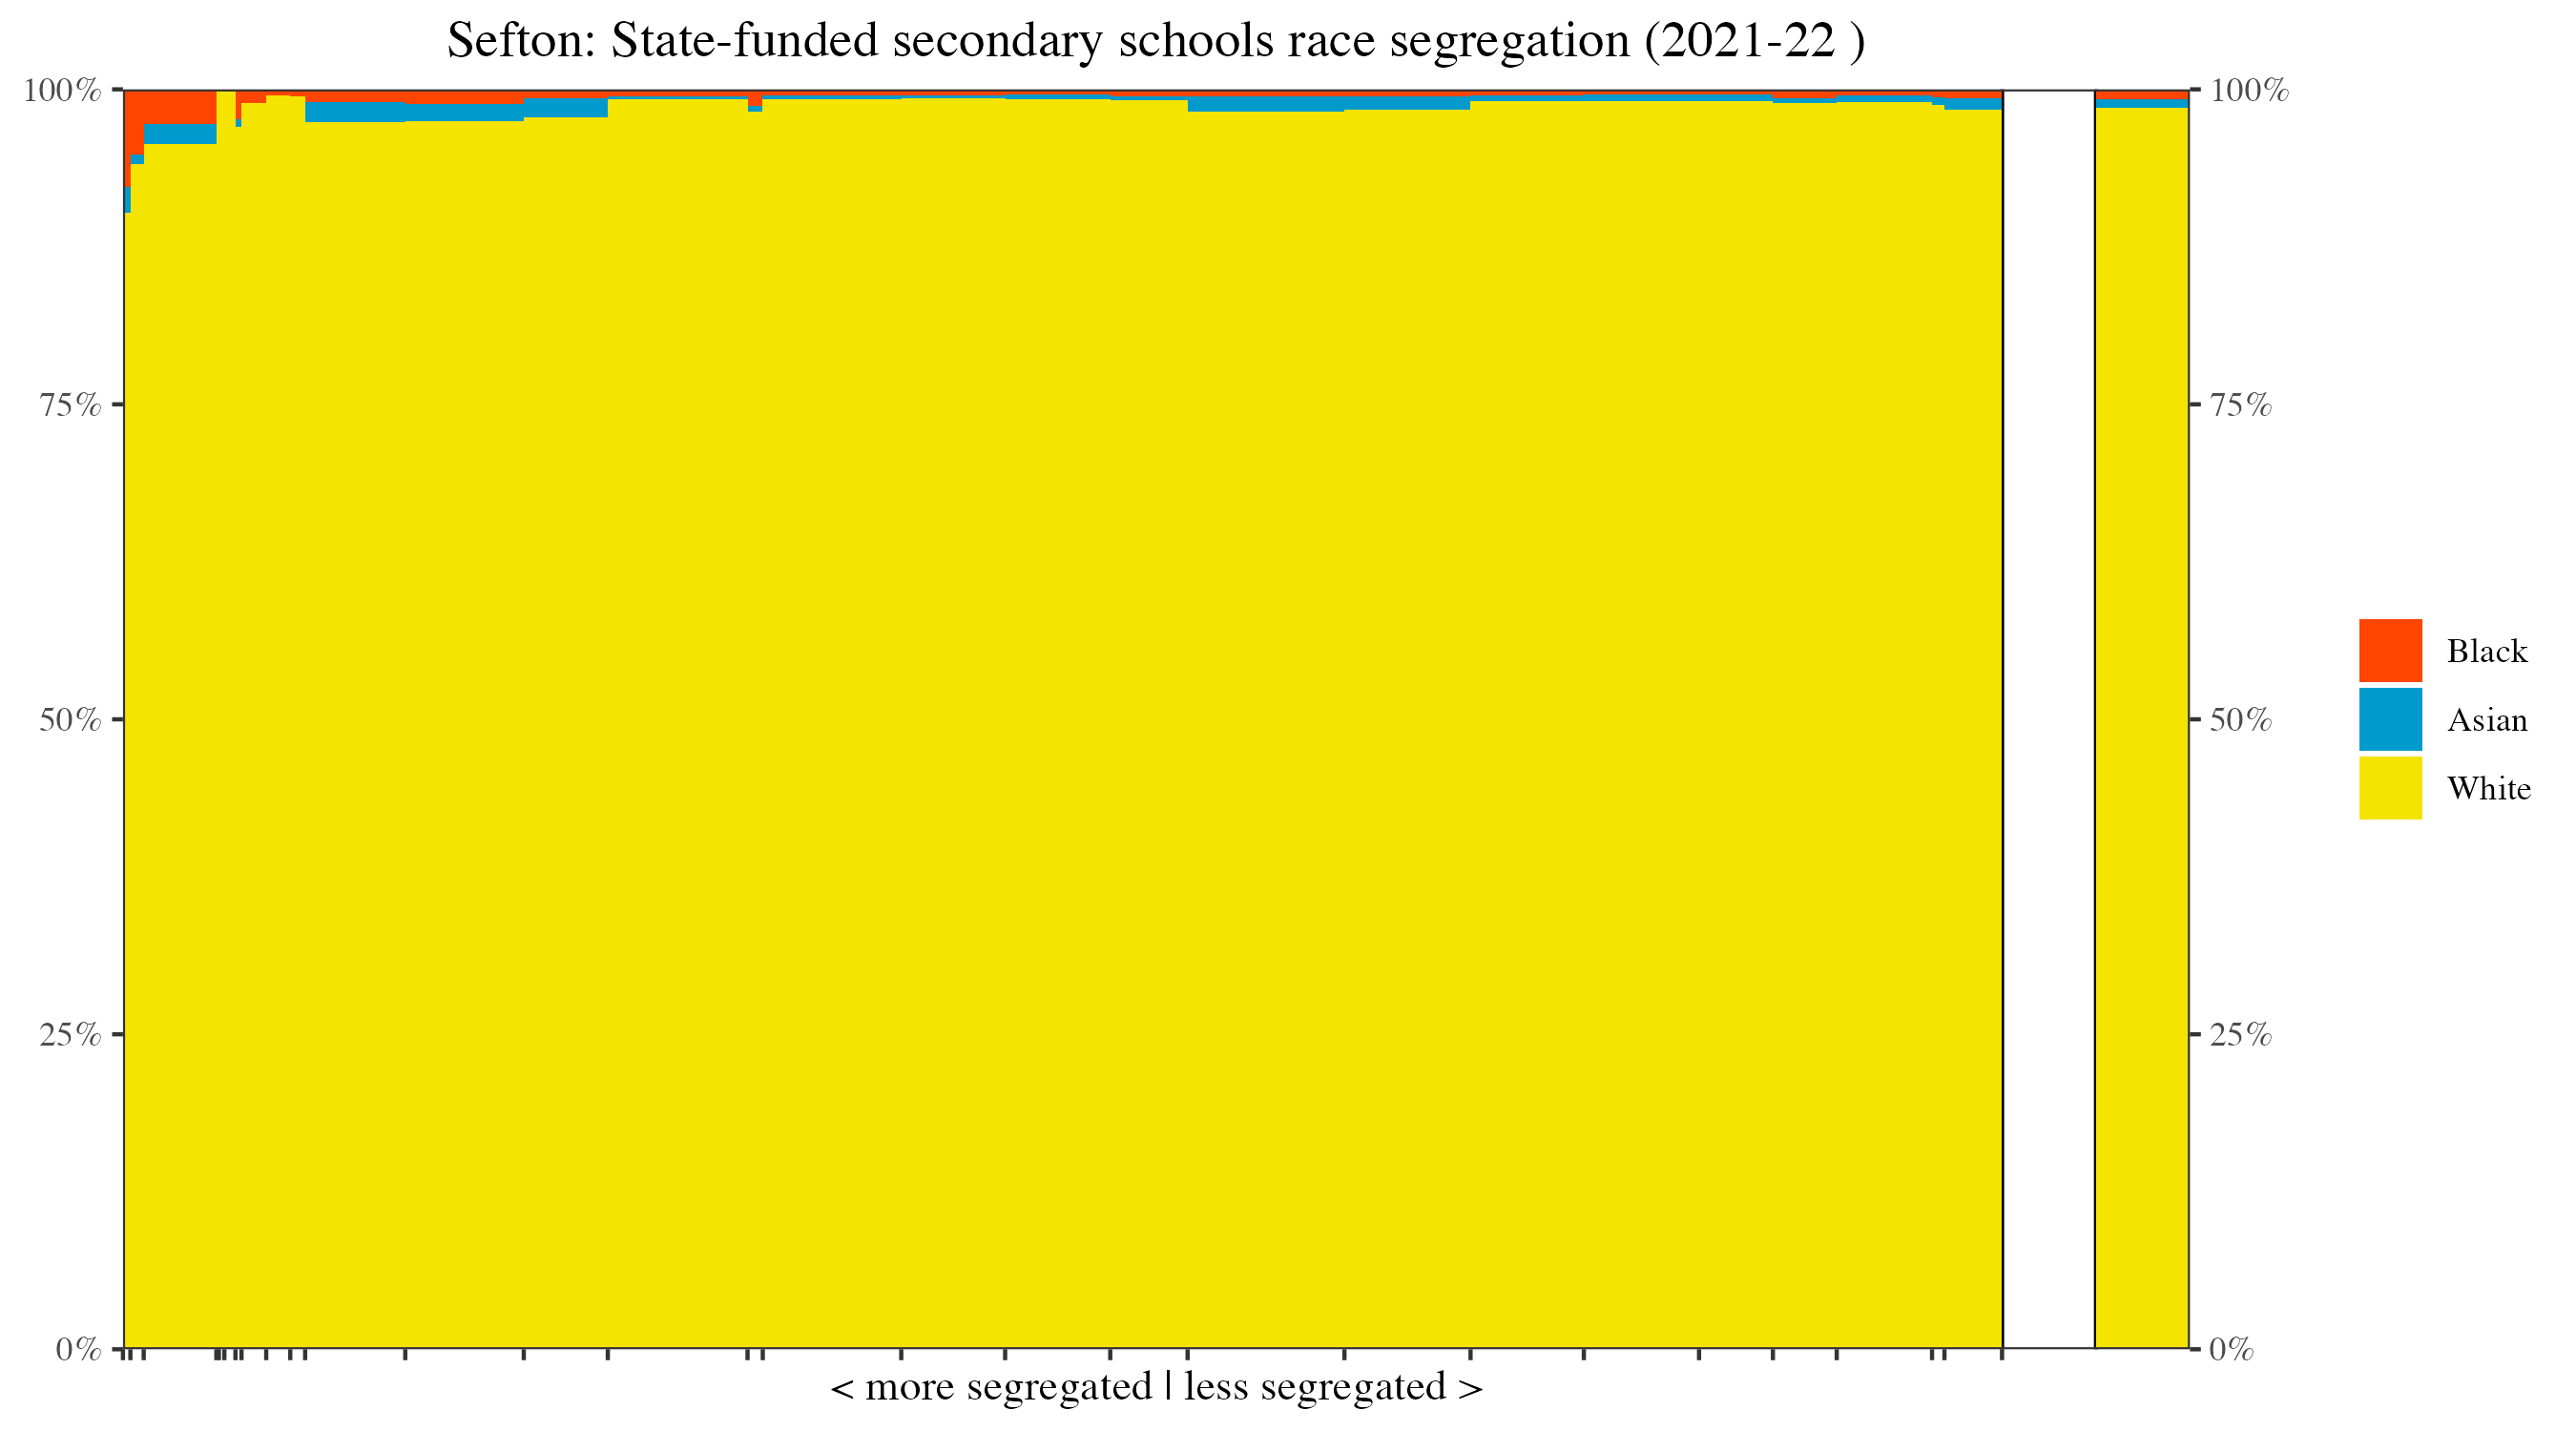 Sefton: State-funded secondary schools race segregation (2021-22 )
100%
75%
50%
25%
0%
100%
75%
50%
25%
0%
< more segregated | less segregated >
Black
Asian
White